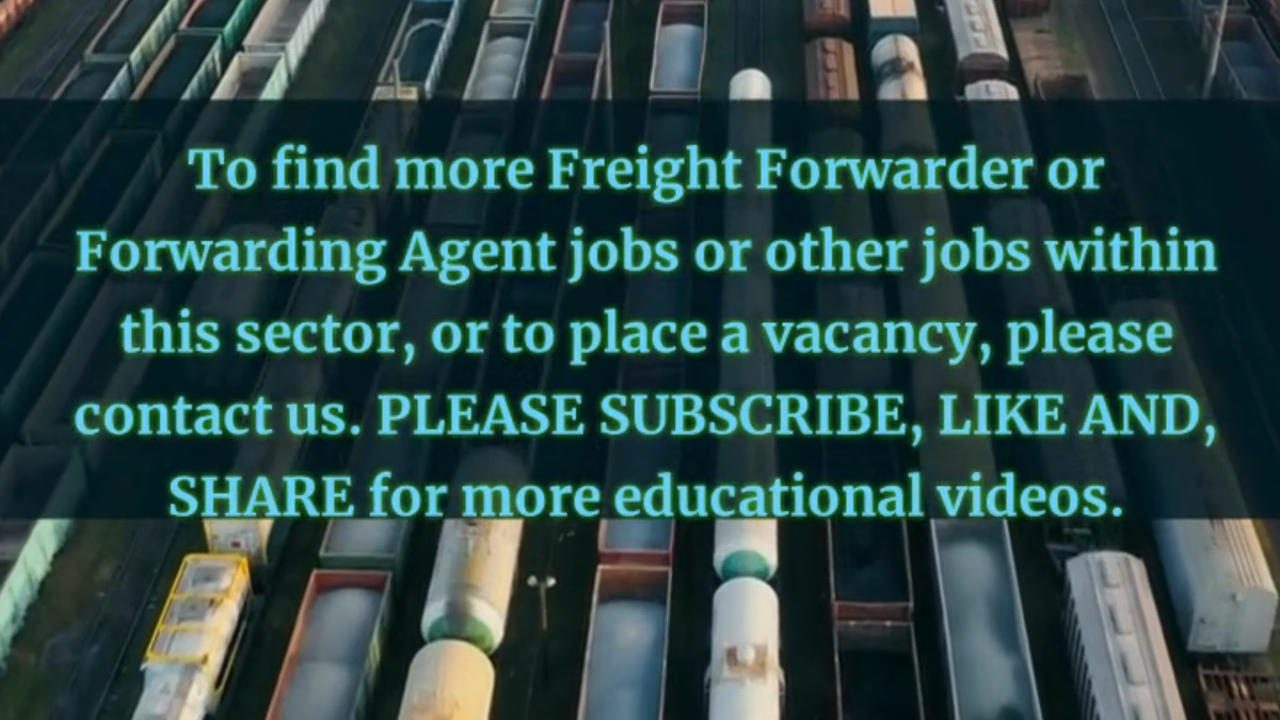 To find more Freight Forwarder or
Forwarding Agent jobs or other jobs within
this sector, or to place a vacancy, please
contact us. PLEASE SUBSCRIBE, LIKE AND,
SHARE for more educational videos.